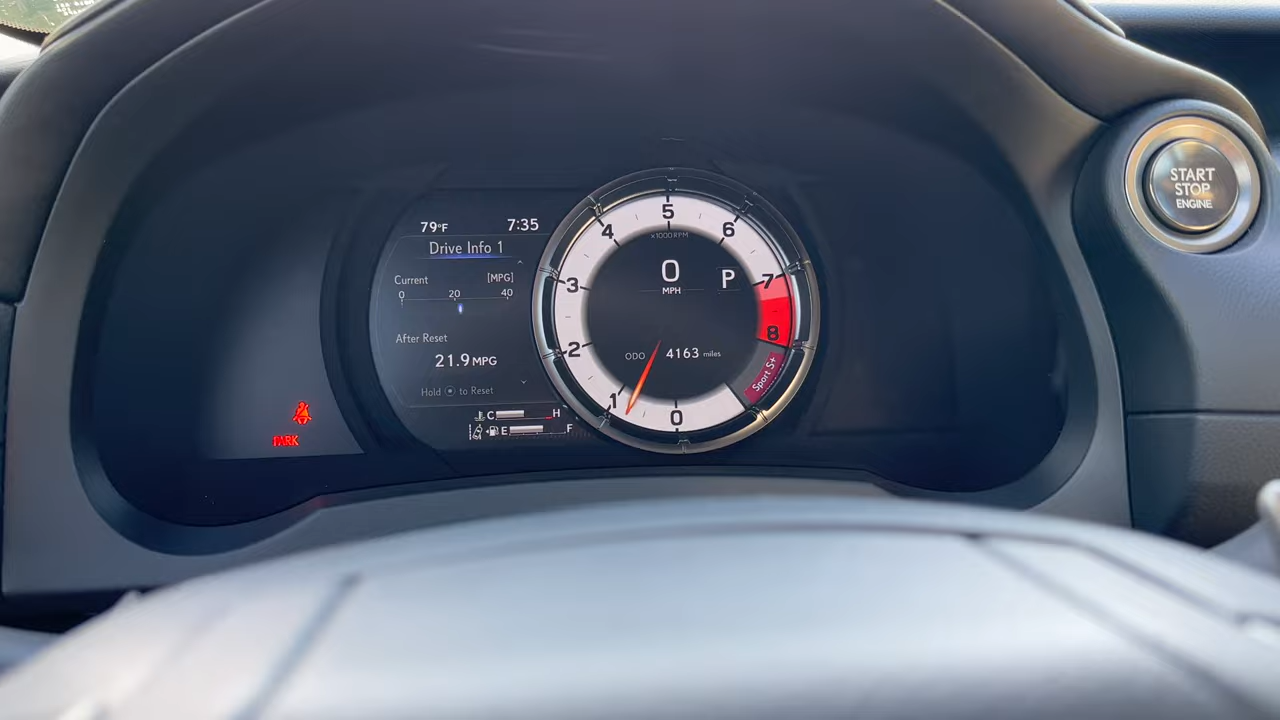 79°F 7:35
Drive Info 1
Current [MPG]
0 20 40
After Reset
21.9 MPG
Hold to Reset
C H
E F
PARK
0
1
2
3
4
5
6
7
8
x1000 RPM
0
MPH
P
ODO 4163 miles
Sport S+
START
STOP
ENGINE